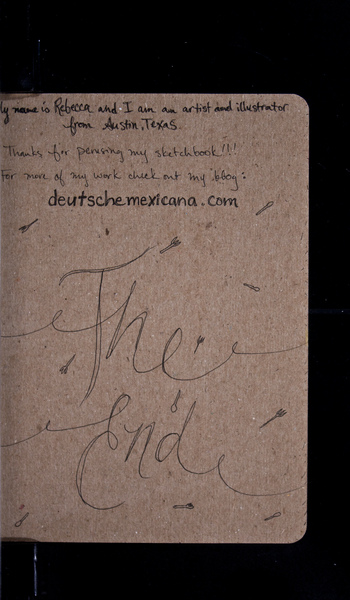 My name is Rebecca and I am an artist and illustrator
from Austin, Texas.
Thanks for perusing my sketchbook!!!
For more of my work check out my blog:
deutschemexicana.com
The
End